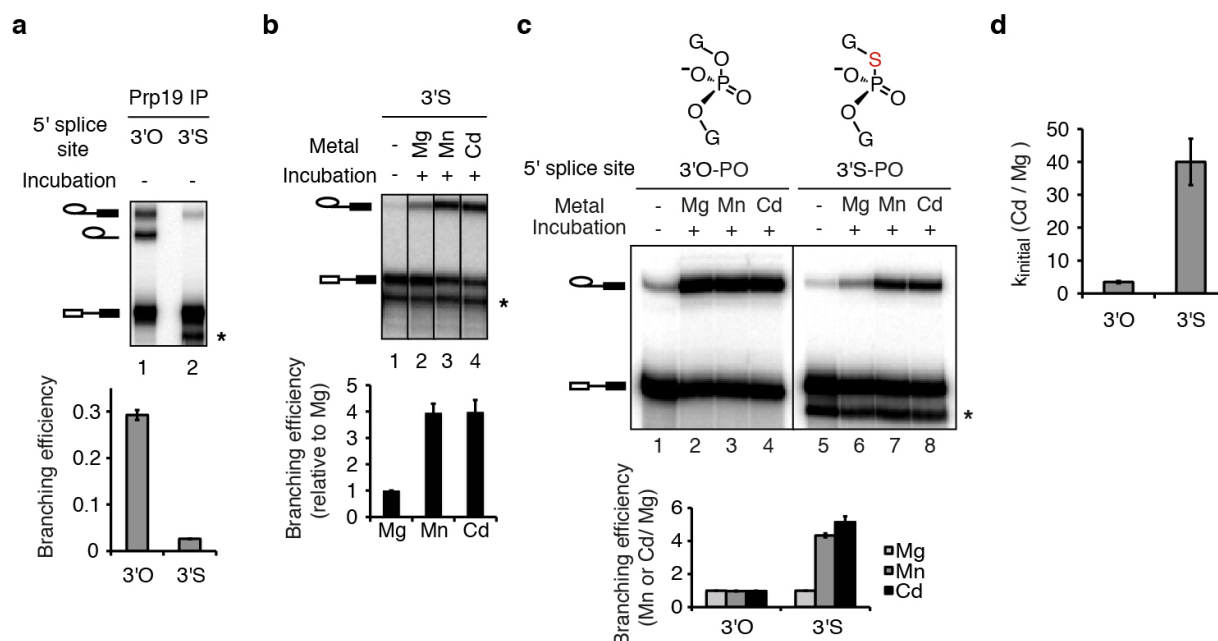 a
Prp19 IP
5' splice
site
3'O 3'S
Incubation - -
*
1 2
Branching efficiency
0.3
0.2
0.1
0
3'O 3'S
b
3'S
Metal - Mg Mn Cd
Incubation + + +
*
1 2 3 4
Branching efficiency
(relative to Mg)
5
4
3
2
1
0
Mg Mn Cd
c
G
O
−O
P
O
O
G
G
S
−O
P
O
O
G
5' splice site 3'O-PO 3'S-PO
Metal - Mg Mn Cd - Mg Mn Cd
Incubation - + + + - + + +
*
1 2 3 4 5 6 7 8
Branching efficiency
(Mn or Cd/ Mg)
6
4
2
0
3'O 3'S
Mg
Mn
Cd
d
kinitial (Cd / Mg)
50
40
30
20
10
0
3'O 3'S